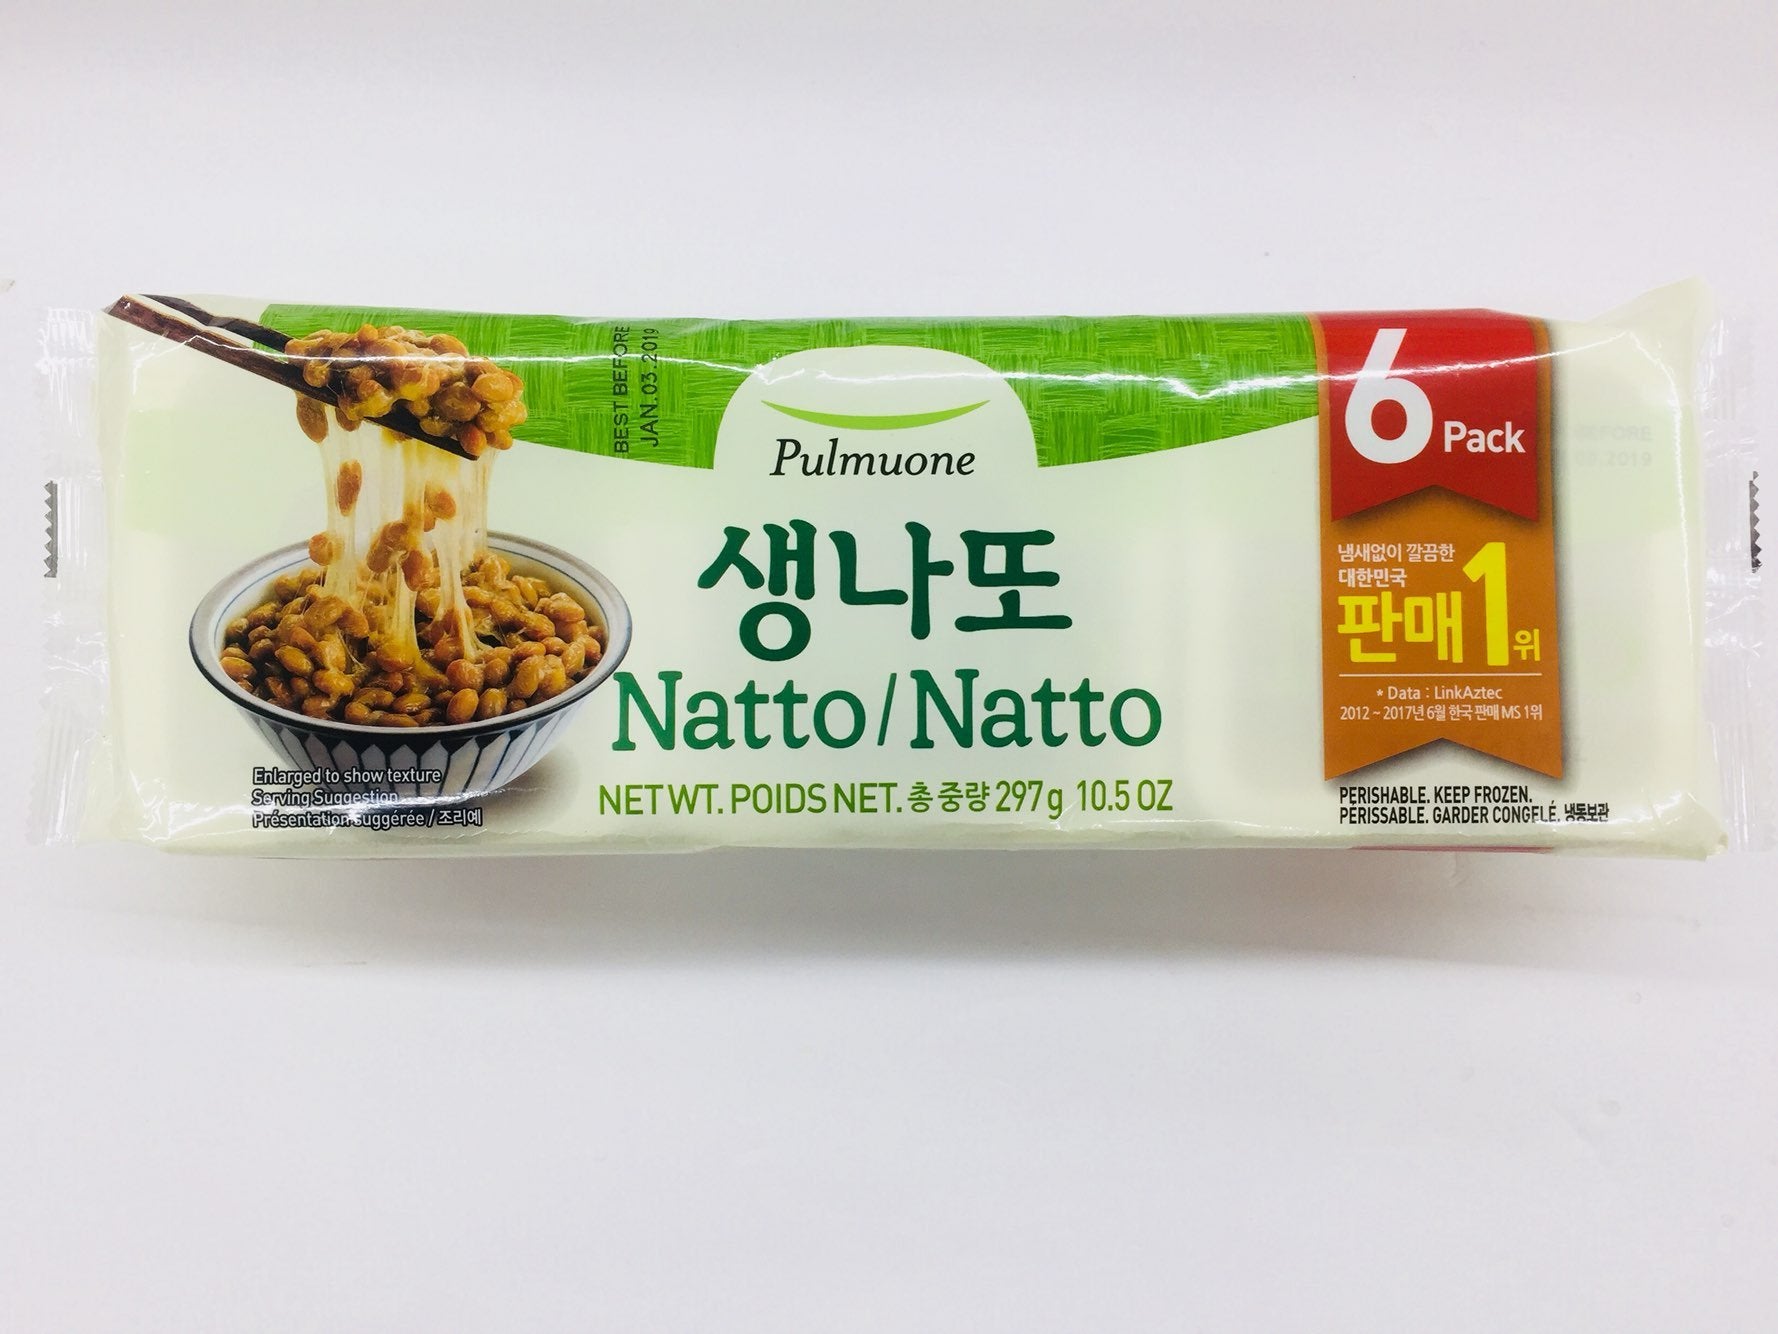 BEST BEFORE
JAN.03.2019
Pulmuone
생나또
Natto/Natto
NET WT. POIDS NET. 총 중량 297g 10.5 OZ
Enlarged to show texture
Serving Suggestion
Présentation suggérée / 조리예
6 Pack
냄새없이 깔끔한
대한민국
판매 1위
* Data : LinkAztec
2012 ~ 2017년 6월 한국 판매 MS 1위
PERISHABLE. KEEP FROZEN.
PERISSABLE. GARDER CONGELÉ. 냉동보관